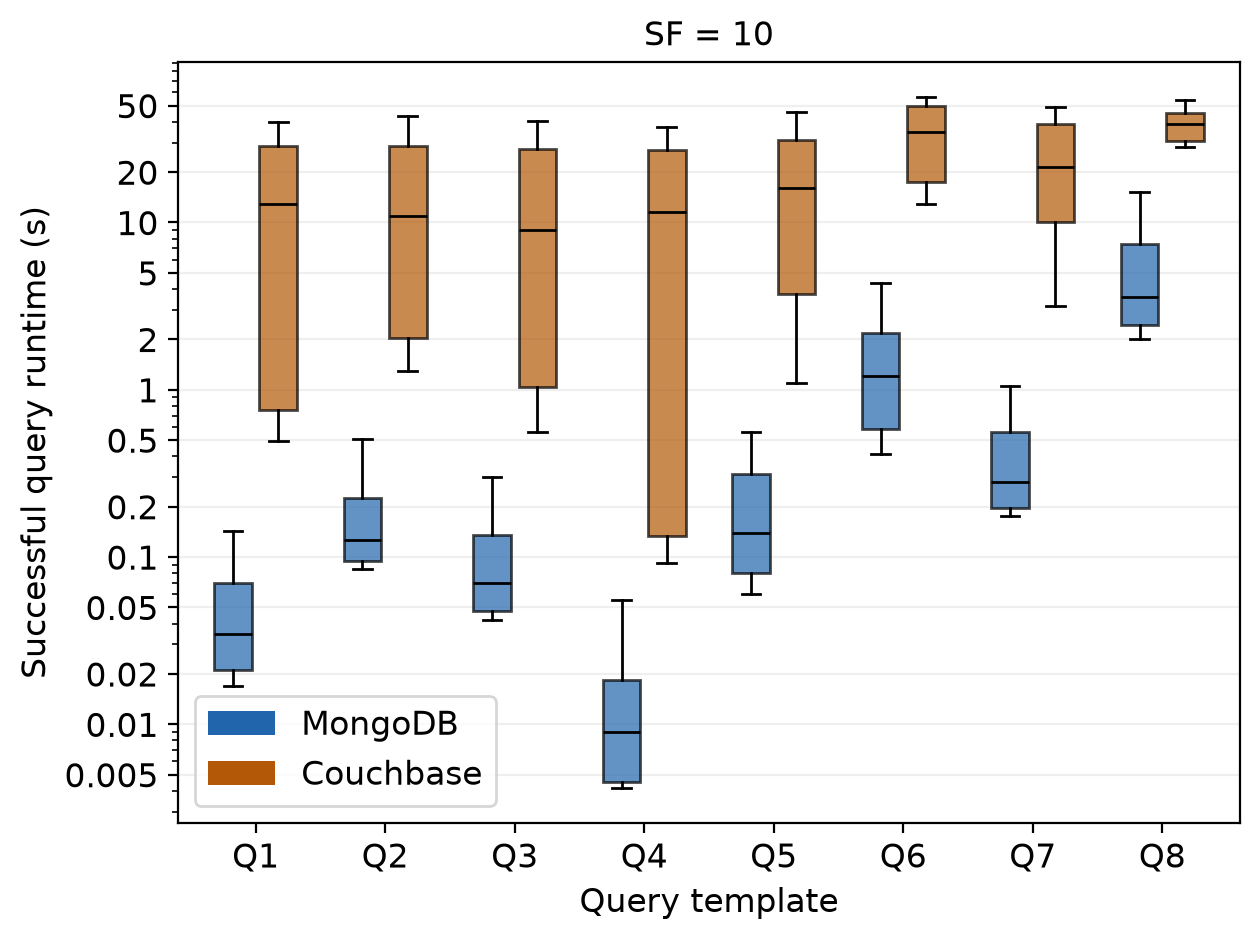 SF = 10
Successful query runtime (s)
50
20
10
5
2
1
0.5
0.2
0.1
0.05
0.02
0.01
0.005
MongoDB
Couchbase
Q1 Q2 Q3 Q4 Q5 Q6 Q7 Q8
Query template